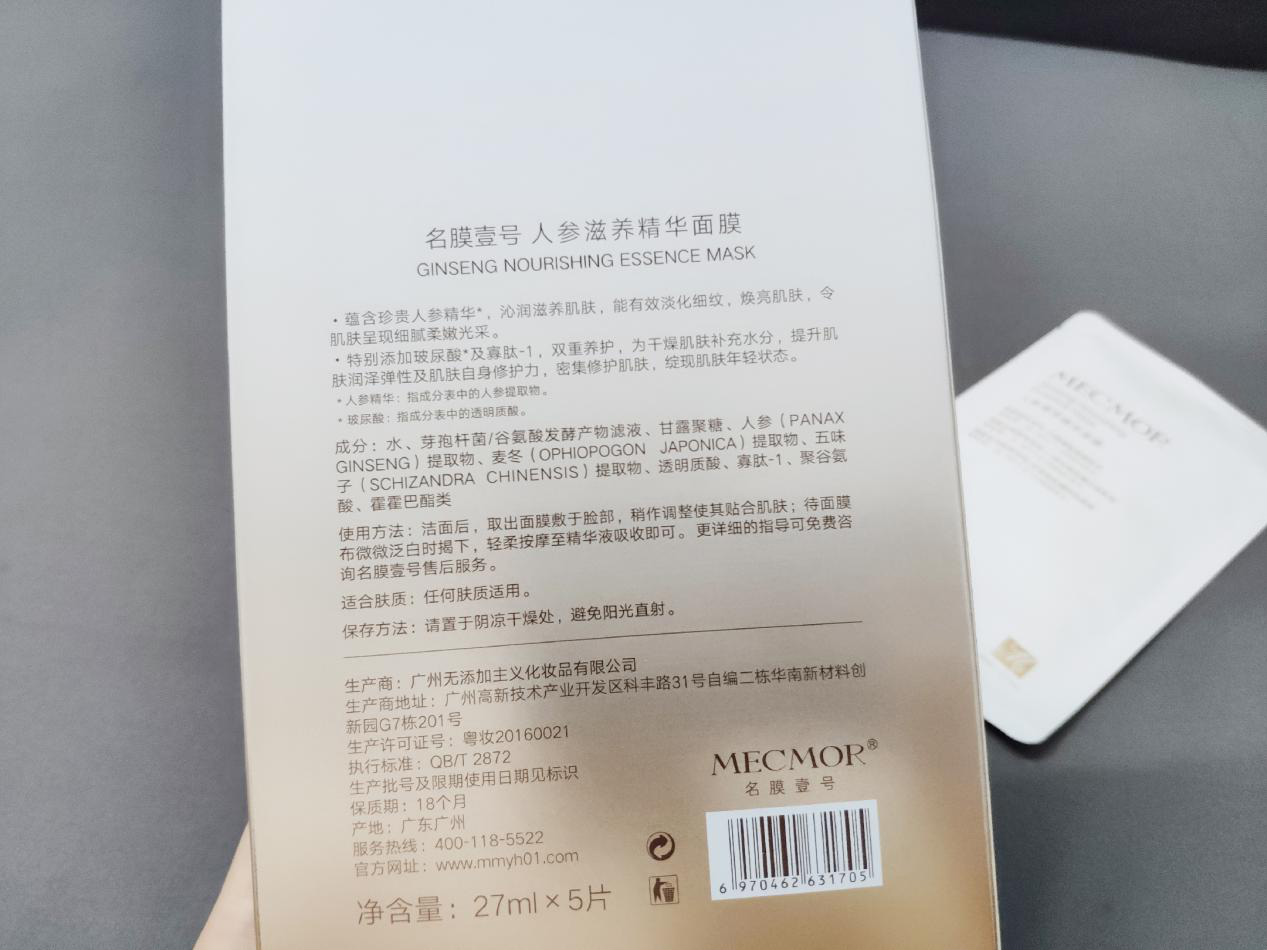 名膜壹号 人参滋养精华面膜
GINSENG NOURISHING ESSENCE MASK
・蕴含珍贵人参精华*，沁润滋养肌肤，能有效淡化细纹，焕亮肌肤，令
肌肤呈现细腻柔嫩光采。
・特别添加玻尿酸*及寡肽-1，双重养护，为干燥肌肤补充水分，提升肌
肤润泽弹性及肌肤自身修护力，密集修护肌肤，绽现肌肤年轻状态。
*人参精华：指成分表中的人参提取物。
*玻尿酸：指成分表中的透明质酸。
成分：水、芽孢杆菌/谷氨酸发酵产物滤液、甘露聚糖、人参（PANAX
GINSENG）提取物、麦冬（OPHIOPOGON JAPONICA）提取物、五味
子（SCHIZANDRA CHINENSIS）提取物、透明质酸、寡肽-1、聚谷氨
酸、霍霍巴酯类
使用方法：洁面后，取出面膜敷于脸部，稍作调整使其贴合肌肤；待面膜
布微微泛白时揭下，轻柔按摩至精华液吸收即可。更详细的指导可免费咨
询名膜壹号售后服务。
适合肤质：任何肤质适用。
保存方法：请置于阴凉干燥处，避免阳光直射。
生产商：广州无添加主义化妆品有限公司
生产商地址：广州高新技术产业开发区科丰路31号自编二栋华南新材料创
新园G7栋201号
生产许可证号：粤妆20160021
执行标准：QB/T 2872
生产批号及限期使用日期见标识
保质期：18个月
产地：广东广州
服务热线：400-118-5522
官方网址：www.mmyh01.com
净含量：27ml×5片
MECMOR®
名膜壹号
6 970462 631705
MECMOR